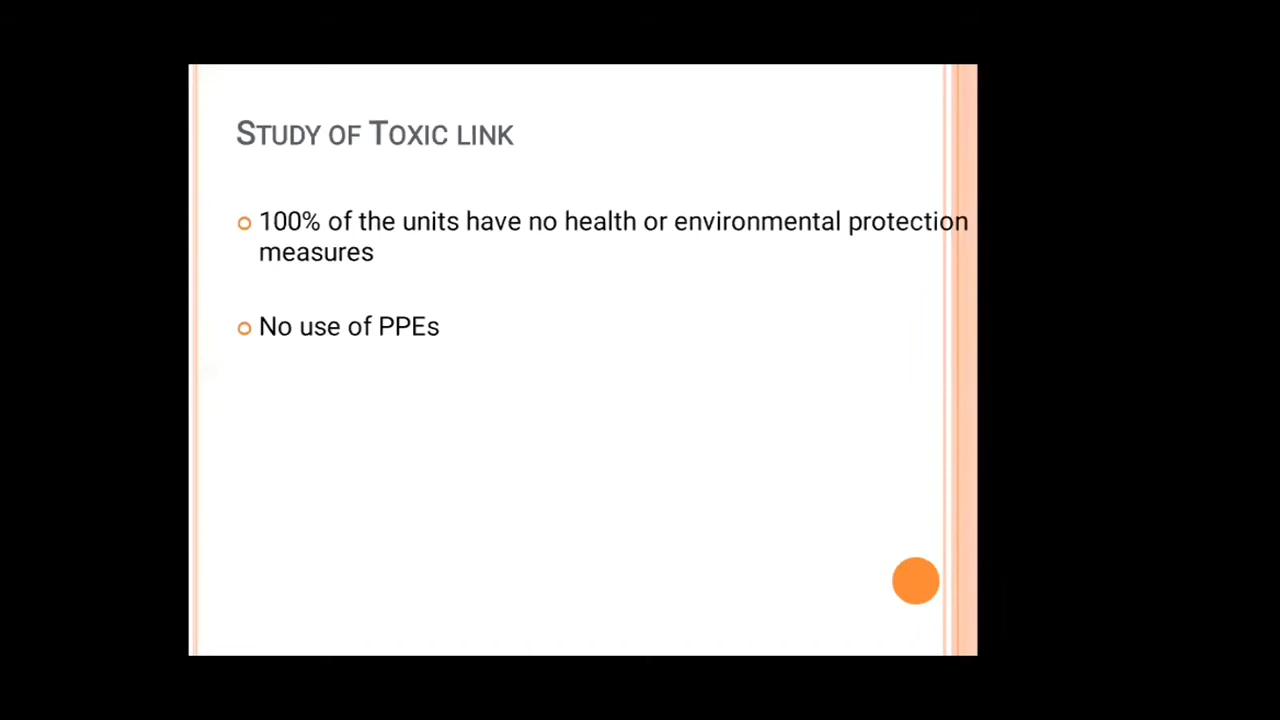 STUDY OF TOXIC LINK
100% of the units have no health or environmental protection
measures
No use of PPEs